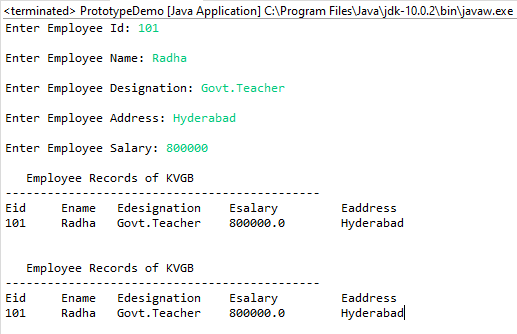 <terminated> PrototypeDemo [Java Application] C:\Program Files\Java\jdk-10.0.2\bin\javaw.exe
Enter Employee Id: 101
Enter Employee Name: Radha
Enter Employee Designation: Govt.Teacher
Enter Employee Address: Hyderabad
Enter Employee Salary: 800000
Employee Records of KVGB
---------------------------------------------
Eid     Ename   Edesignation    Esalary         Eaddress
101     Radha   Govt.Teacher    800000.0        Hyderabad
Employee Records of KVGB
---------------------------------------------
Eid     Ename   Edesignation    Esalary         Eaddress
101     Radha   Govt.Teacher    800000.0        Hyderabad